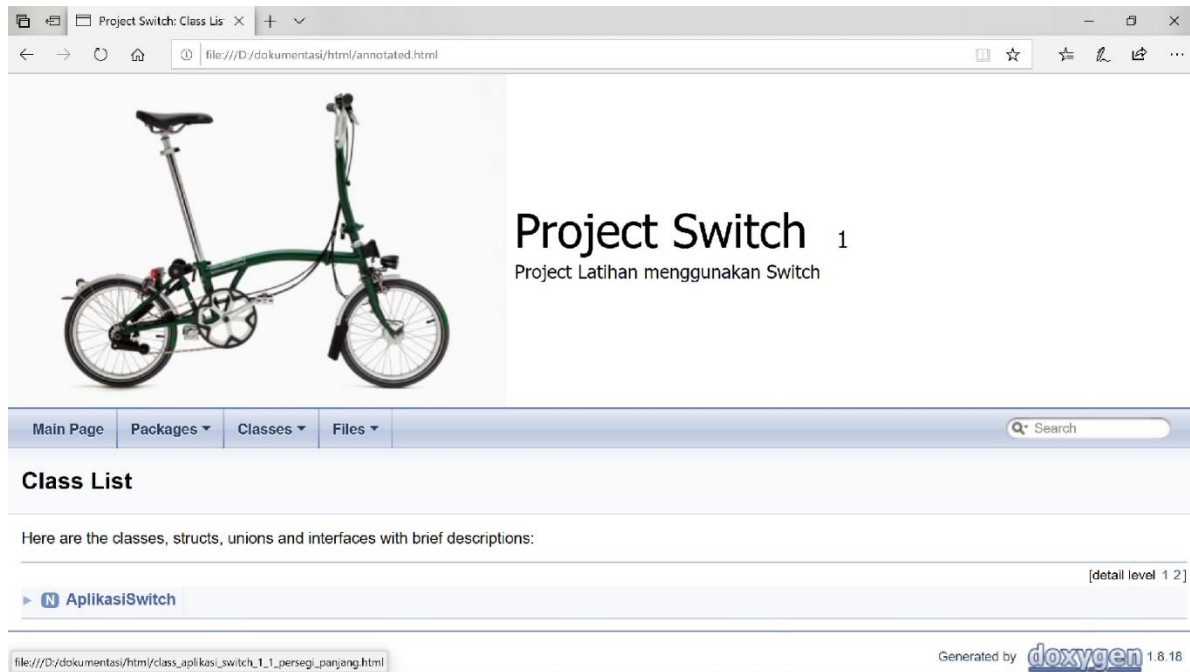 Project Switch: Class Lis
file:///D:/dokumentasi/html/annotated.html
Project Switch 1
Project Latihan menggunakan Switch
Main Page Packages Classes Files Search
Class List
Here are the classes, structs, unions and interfaces with brief descriptions:
[detail level 1 2]
N AplikasiSwitch
file:///D:/dokumentasi/html/class_aplikasi_switch_1_1_persegi_panjang.html
Generated by doxygen 1.8.18